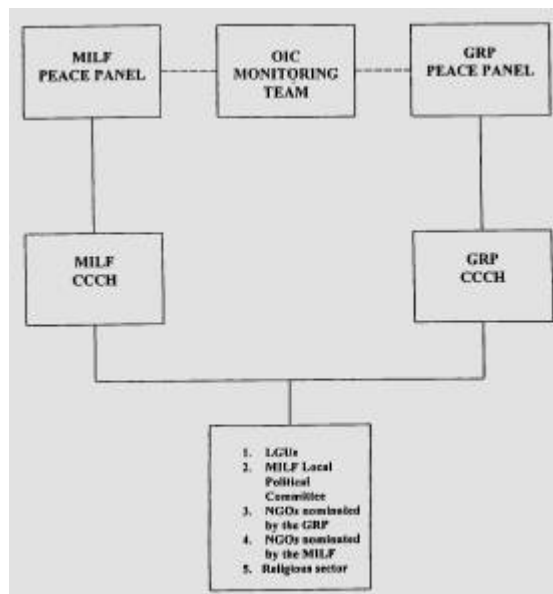 MILF
PEACE PANEL
OIC
MONITORING
TEAM
GRP
PEACE PANEL
MILF
CCCH
GRP
CCCH
1. LGUs
2. MILF Local
Political
Committee
3. NGOs nominated
by the GRP
4. NGOs nominated
by the MILF
5. Religious sector